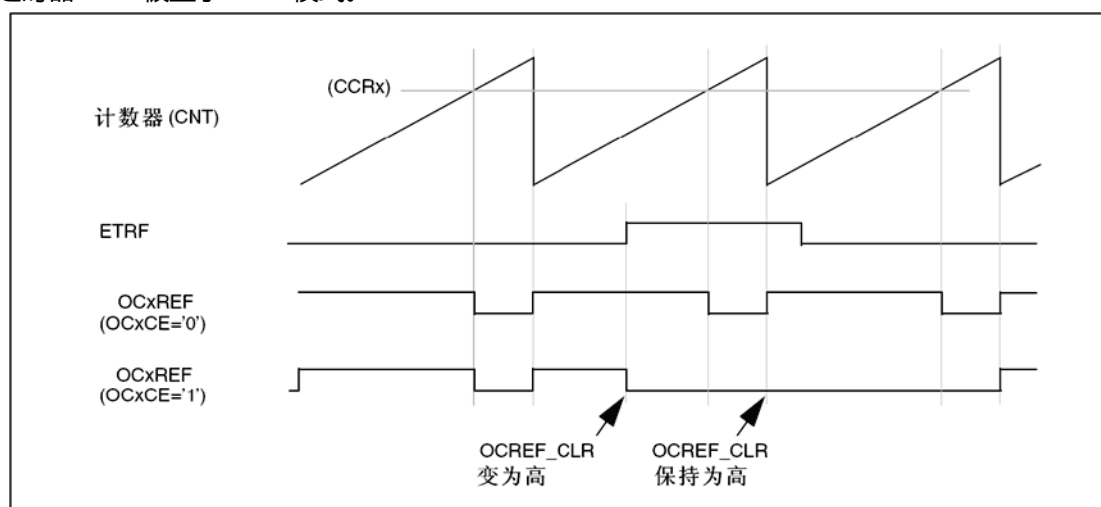 (CCRx)
计数器(CNT)
ETRF
OCxREF
(OCxCE='0')
OCxREF
(OCxCE='1')
OCREF_CLR
变为高
OCREF_CLR
保持为高